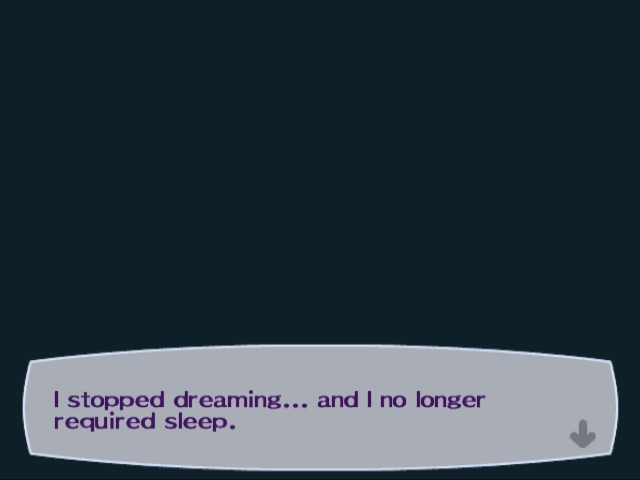 I stopped dreaming... and I no longer
required sleep.